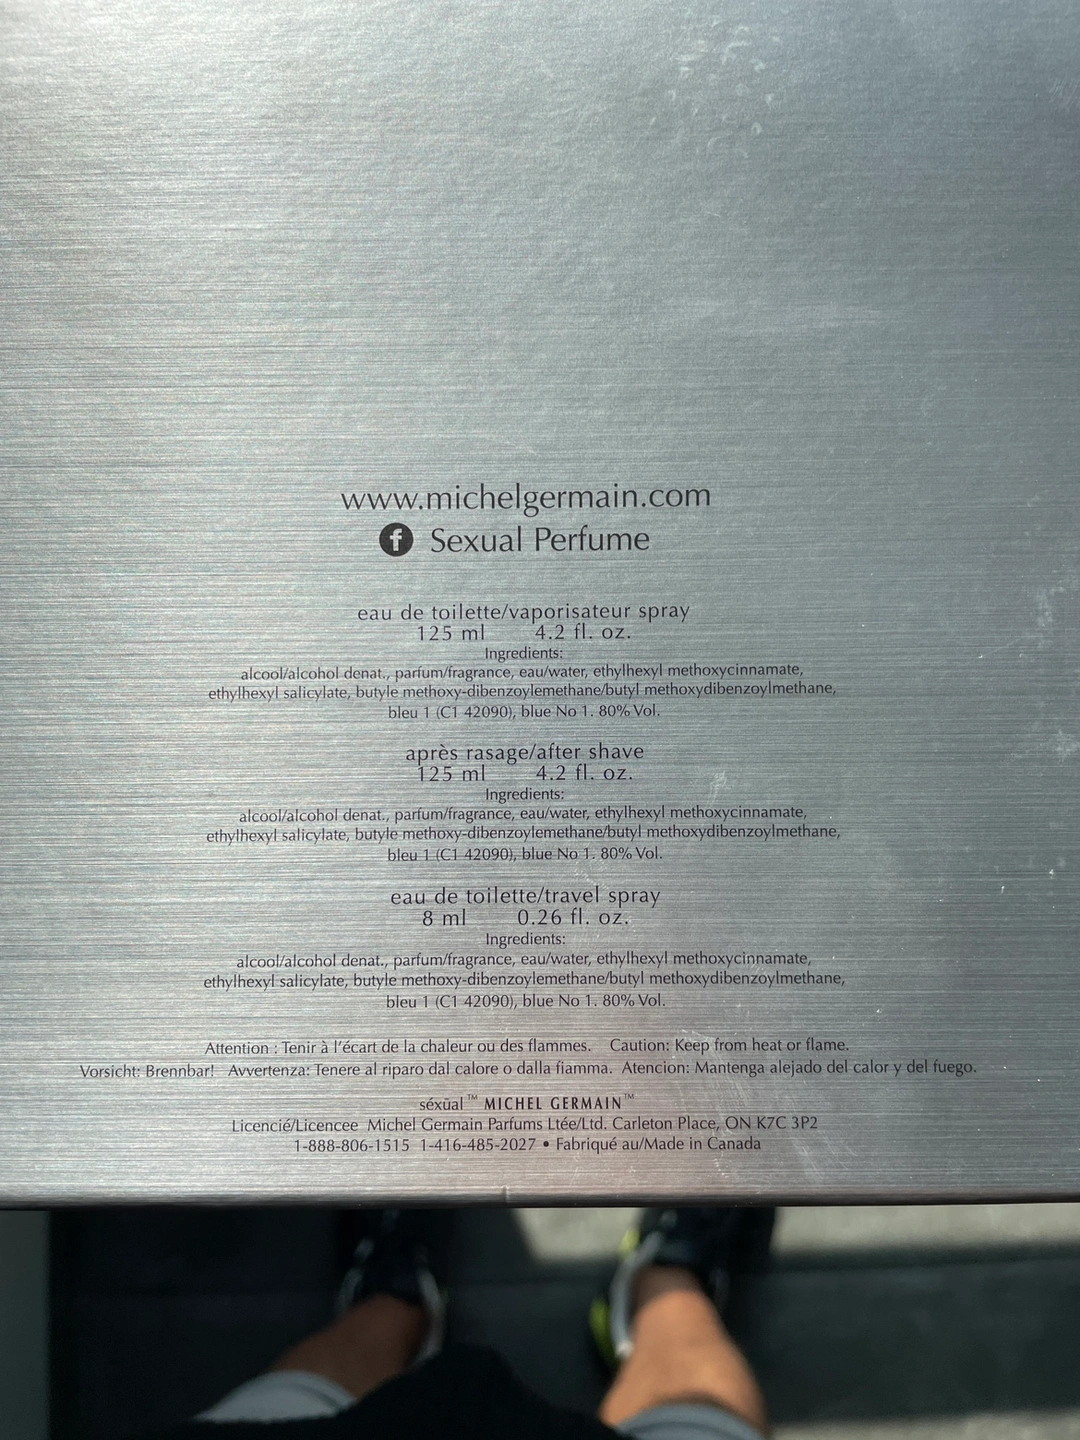 www.michelgermain.com
f Sexual Perfume
eau de toilette/vaporisateur spray
125 ml 4.2 fl. oz.
Ingredients:
alcool/alcohol denat., parfum/fragrance, eau/water, ethylhexyl methoxycinnamate,
ethylhexyl salicylate, butyle methoxy-dibenzoylemethane/butyl methoxydibenzoylmethane,
bleu 1 (C1 42090), blue No 1. 80% Vol.
après rasage/after shave
125 ml 4.2 fl. oz.
Ingredients:
alcool/alcohol denat., parfum/fragrance, eau/water, ethylhexyl methoxycinnamate,
ethylhexyl salicylate, butyle methoxy-dibenzoylemethane/butyl methoxydibenzoylmethane,
bleu 1 (C1 42090), blue No 1. 80% Vol.
eau de toilette/travel spray
8 ml 0.26 fl. oz.
Ingredients:
alcool/alcohol denat., parfum/fragrance, eau/water, ethylhexyl methoxycinnamate,
ethylhexyl salicylate, butyle methoxy-dibenzoylemethane/butyl methoxydibenzoylmethane,
bleu 1 (C1 42090), blue No 1. 80% Vol.
Attention : Tenir à l'écart de la chaleur ou des flammes. Caution: Keep from heat or flame.
Vorsicht: Brennbar! Avvertenza: Tenere al riparo dal calore o dalla fiamma. Atencion: Mantenga alejado del calor y del fuego.
séxūal™ MICHEL GERMAIN™
Licencié/Licencee Michel Germain Parfums Ltée/Ltd. Carleton Place, ON K7C 3P2
1-888-806-1515 1-416-485-2027 • Fabriqué au/Made in Canada